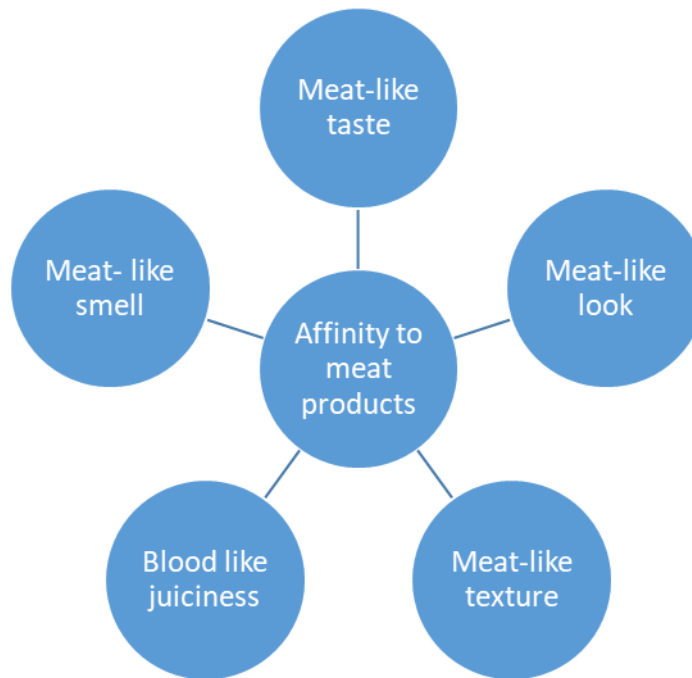 Meat-like
taste
Meat- like
smell
Meat-like
look
Affinity to
meat
products
Blood like
juiciness
Meat-like
texture